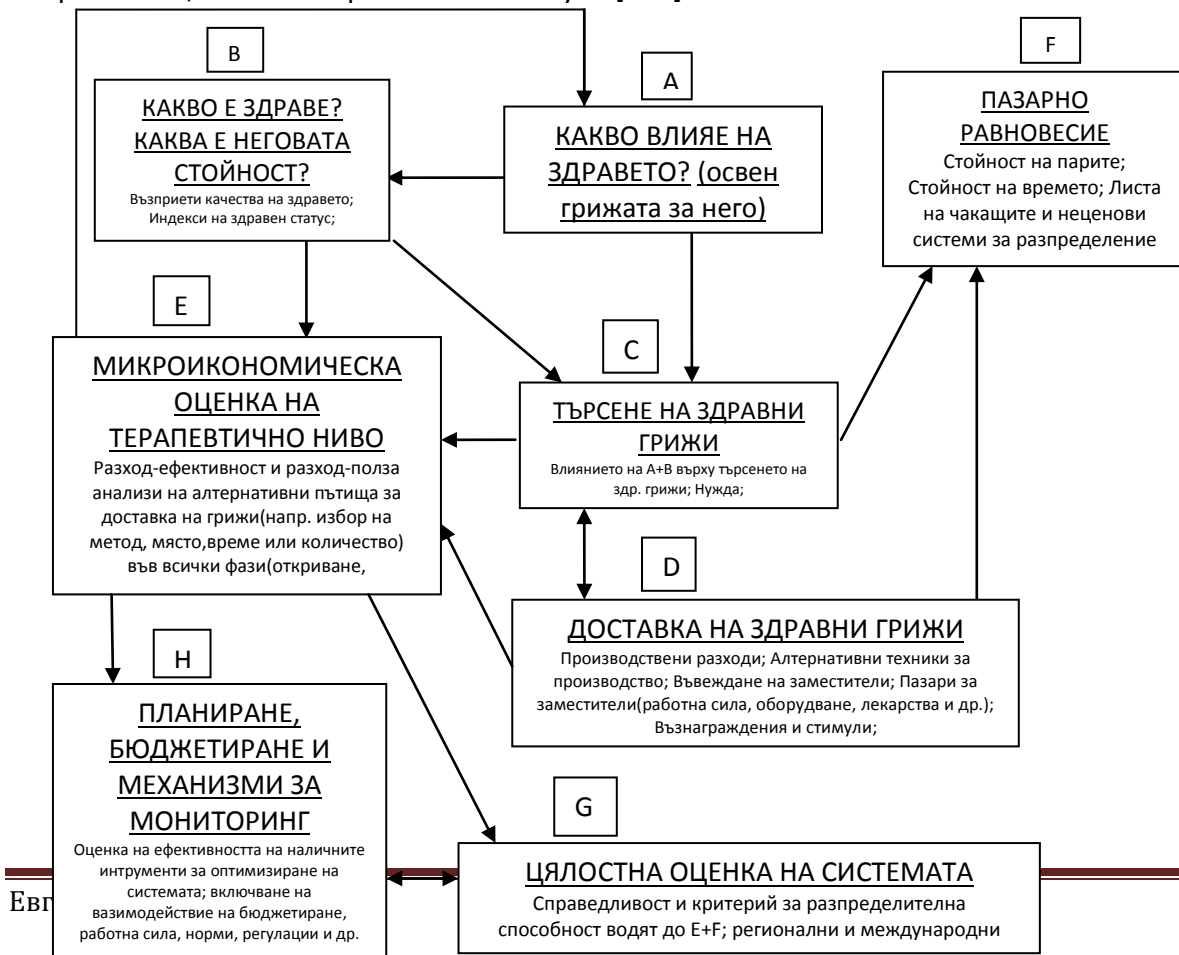 B
КАКВО Е ЗДРАВЕ?
КАКВА Е НЕГОВАТА
СТОЙНОСТ?
Възприети качества на здравето;
Индекси на здравен статус;
A
КАКВО ВЛИЯЕ НА
ЗДРАВЕТО? (освен
грижата за него)
F
ПАЗАРНО
РАВНОВЕСИЕ
Стойност на парите;
Стойност на времето; Листа
на чакащите и неценови
системи за разпределение
E
МИКРОИКОНОМИЧЕСКА
ОЦЕНКА НА
ТЕРАПЕВТИЧНО НИВО
Разход-ефективност и разход-полза
анализи на алтернативни пътища за
доставка на грижи(напр. избор на
метод, място,време или количество)
във всички фази(откриване,
C
ТЪРСЕНЕ НА ЗДРАВНИ
ГРИЖИ
Влиянието на А+В върху търсенето на
здр. грижи; Нужда;
D
ДОСТАВКА НА ЗДРАВНИ ГРИЖИ
Производствени разходи; Алтернативни техники за
производство; Въвеждане на заместители; Пазари за
заместители(работна сила, оборудване, лекарства и др.);
Възнаграждения и стимули;
H
ПЛАНИРАНЕ,
БЮДЖЕТИРАНЕ И
МЕХАНИЗМИ ЗА
МОНИТОРИНГ
Оценка на ефективността на наличните
интрументи за оптимизиране на
системата; включване на
вазимодействие на бюджетиране,
работна сила, норми, регулации и др.
G
ЦЯЛОСТНА ОЦЕНКА НА СИСТЕМАТА
Справедливост и критерий за разпределителна
способност водят до E+F; регионални и международни
Евг